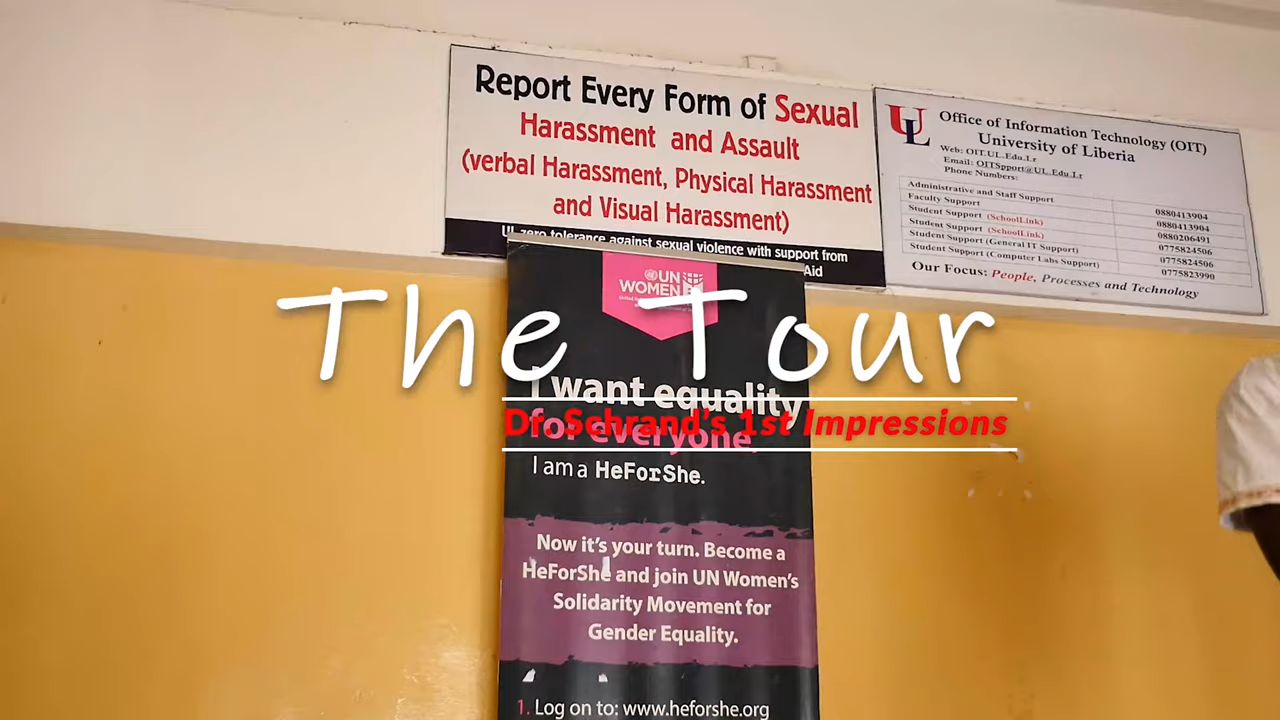 Report Every Form of Sexual
Harassment and Assault
(verbal Harassment, Physical Harassment
and Visual Harassment)
UL zero tolerance against sexual violence with support from
Aid
UL
Office of Information Technology (OIT)
University of Liberia
Web: OIT.UL.Edu.Lr
Email: OITSpport@UL.Edu.Lr
Phone Numbers:
Administrative and Staff Support 0880413904
Faculty Support 0880413904
Student Support (SchoolLink) 0880206491
Student Support (SchoolLink) 0775824506
Student Support (General IT Support) 0775824506
Student Support (Computer Labs Support) 0775823990
Our Focus: People, Processes and Technology
UN
WOMEN
The Tour
Dr. Schrand's 1st Impressions
I want equality
for everyone.
I am a HeForShe.
Now it's your turn. Become a
HeForShe and join UN Women's
Solidarity Movement for
Gender Equality.
1. Log on to: www.heforshe.org